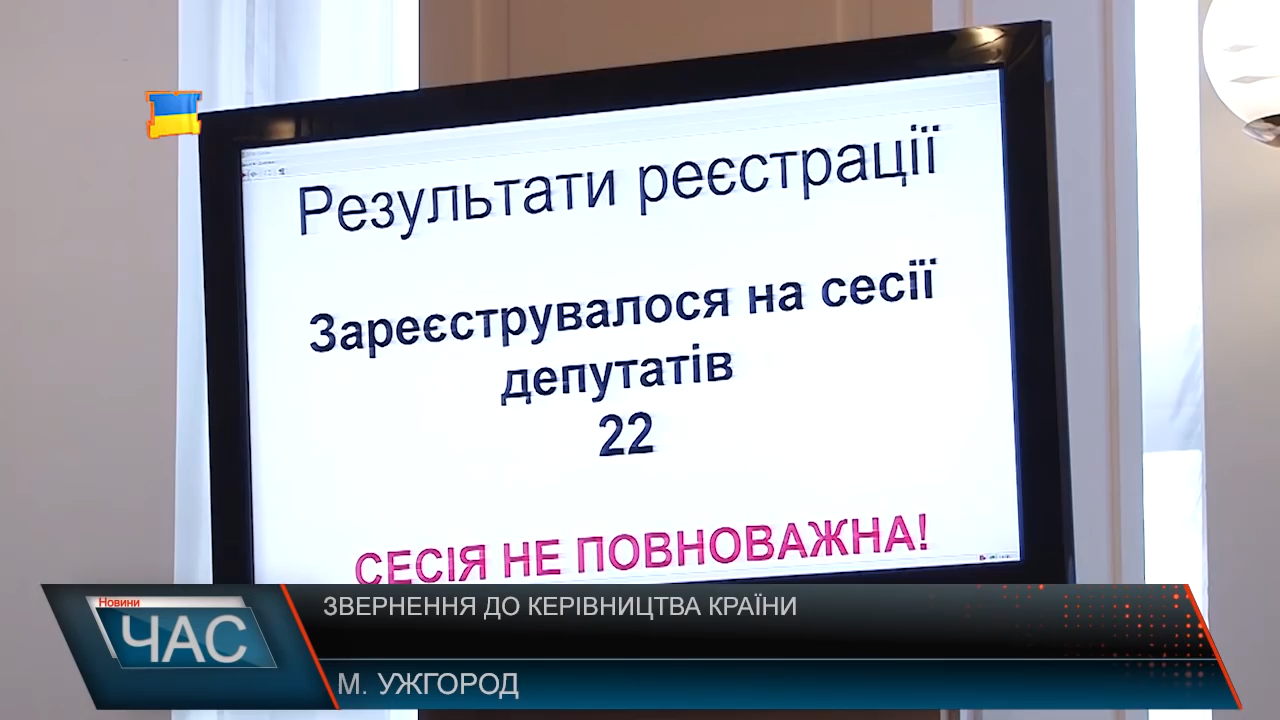 Результати реєстрації
Зареєструвалося на сесії
депутатів
22
СЕСІЯ НЕ ПОВНОВАЖНА!
Новини
ЧАС
ЗВЕРНЕННЯ ДО КЕРІВНИЦТВА КРАЇНИ
М. УЖГОРОД